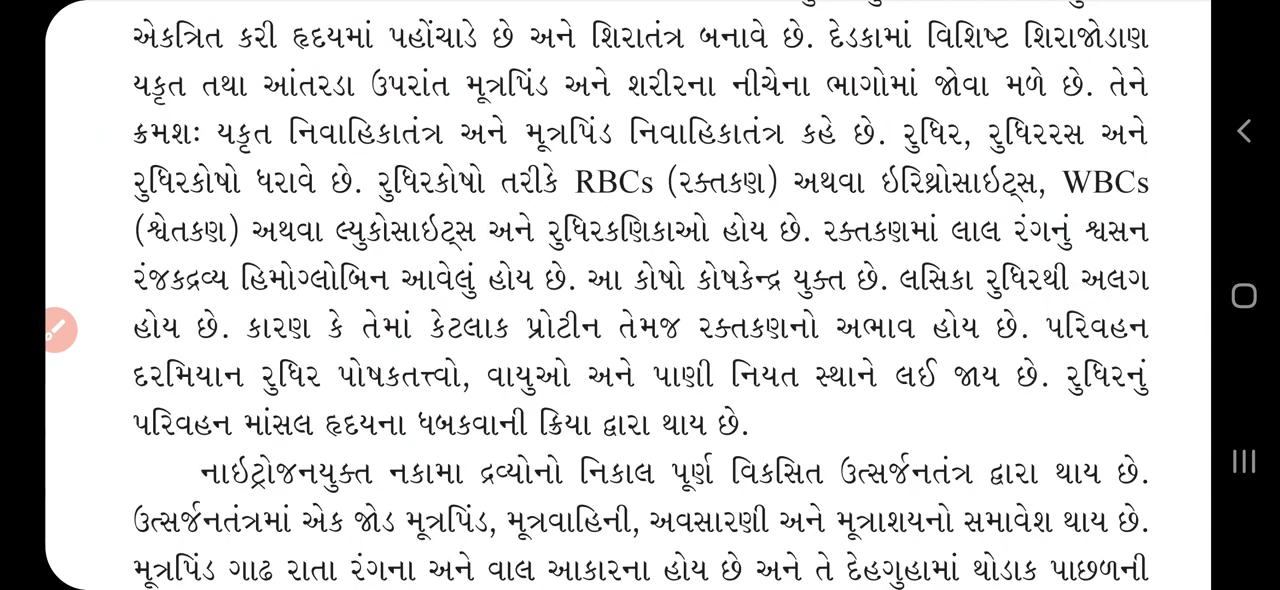 એકત્રિત કરી હૃદયમાં પહોંચાડે છે અને શિરાતંત્ર બનાવે છે. દેડકામાં વિશિષ્ટ શિરાજોડાણ
યકૃત તથા આંતરડા ઉપરાંત મૂત્રપિંડ અને શરીરના નીચેના ભાગોમાં જોવા મળે છે. તેને
ક્રમશઃ યકૃત નિવાહિકાતંત્ર અને મૂત્રપિંડ નિવાહિકાતંત્ર કહે છે. રુધિર, રુધિરરસ અને
રુધિરકોષો ધરાવે છે. રુધિરકોષો તરીકે RBCs (રક્તકણ) અથવા ઇરિથ્રોસાઇટ્સ, WBCs
(શ્વેતકણ) અથવા લ્યુકોસાઇટ્સ અને રુધિરકણિકાઓ હોય છે. રક્તકણમાં લાલ રંગનું શ્વસન
રંજકદ્રવ્ય હિમોગ્લોબિન આવેલું હોય છે. આ કોષો કોષકેન્દ્ર યુક્ત છે. લસિકા રુધિરથી અલગ
હોય છે. કારણ કે તેમાં કેટલાક પ્રોટીન તેમજ રક્તકણનો અભાવ હોય છે. પરિવહન
દરમિયાન રુધિર પોષકતત્ત્વો, વાયુઓ અને પાણી નિયત સ્થાને લઈ જાય છે. રુધિરનું
પરિવહન માંસલ હૃદયના ધબકવાની ક્રિયા દ્વારા થાય છે.
નાઇટ્રોજનયુક્ત નકામા દ્રવ્યોનો નિકાલ પૂર્ણ વિકસિત ઉત્સર્જનતંત્ર દ્વારા થાય છે.
ઉત્સર્જનતંત્રમાં એક જોડ મૂત્રપિંડ, મૂત્રવાહિની, અવસારણી અને મૂત્રાશયનો સમાવેશ થાય છે.
મૂત્રપિંડ ગાઢ રાતા રંગના અને વાલ આકારના હોય છે અને તે દેહગુહામાં થોડાક પાછળની